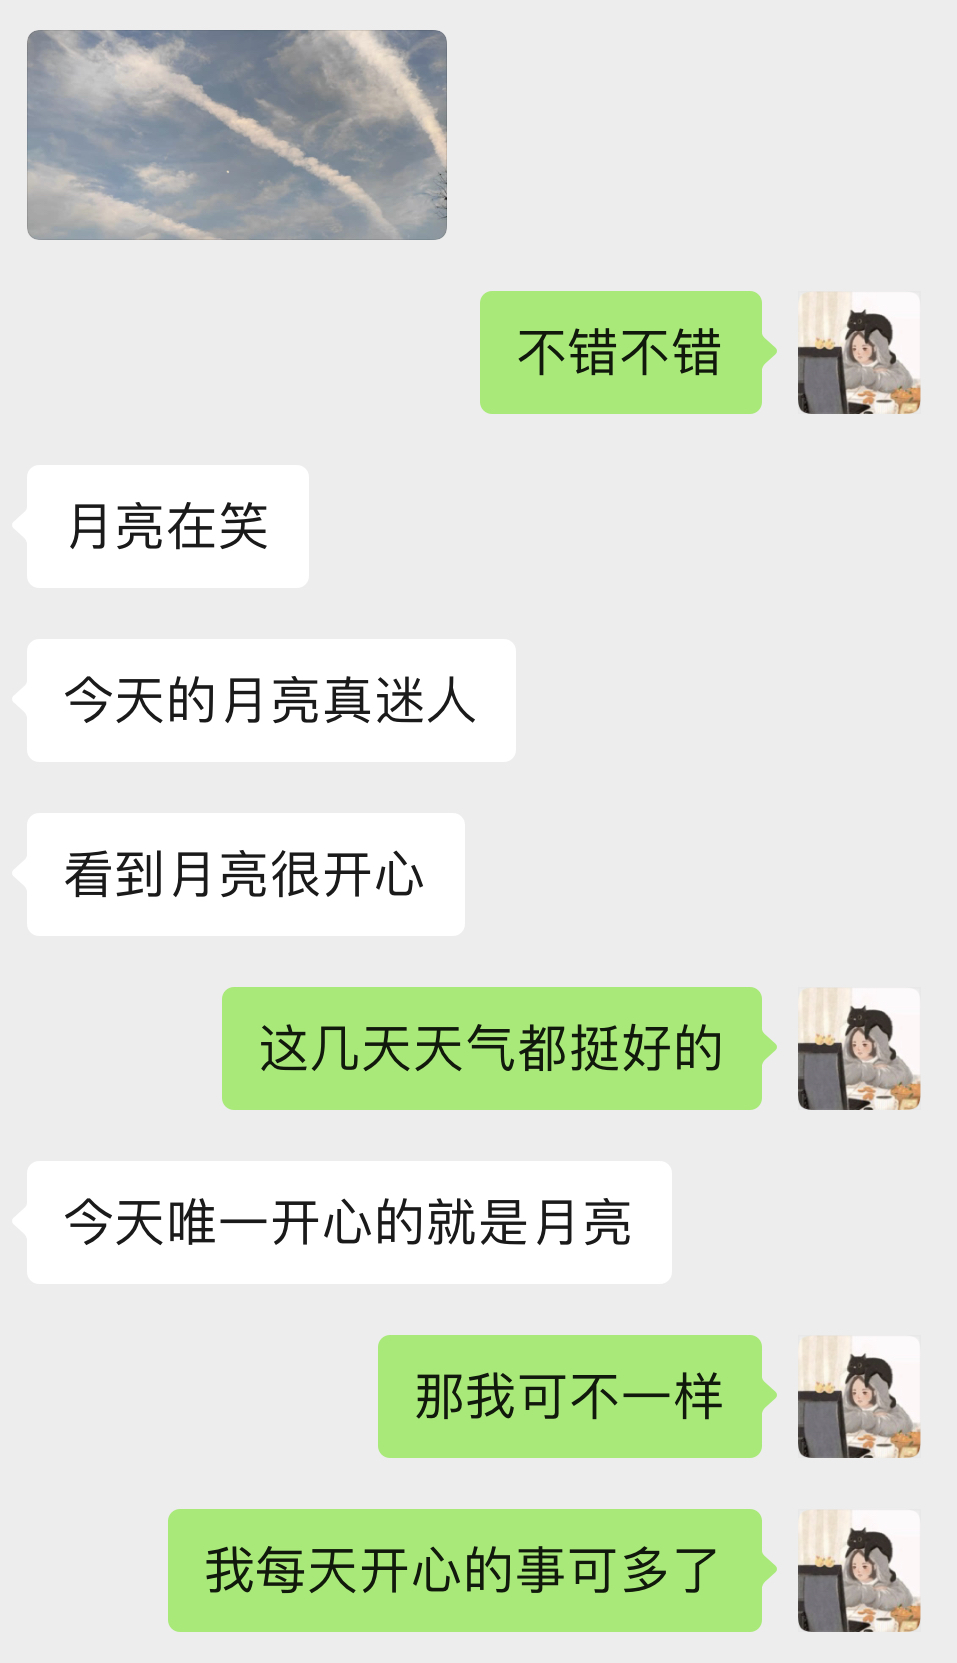 不错不错
月亮在笑
今天的月亮真迷人
看到月亮很开心
这几天天气都挺好的
今天唯一开心的就是月亮
那我可不一样
我每天开心的事可多了